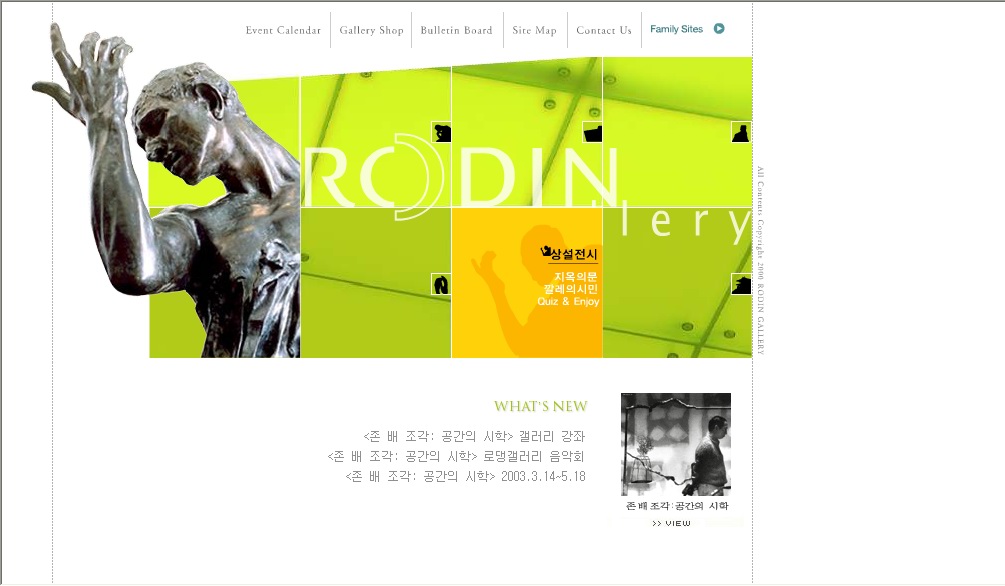 Event Calendar
Gallery Shop
Bulletin Board
Site Map
Contact Us
Family Sites
RODIN
llery
상설전시
지옥의문
깔레의시민
Quiz & Enjoy
All Contents Copyright 2000 RODIN GALLERY
WHAT'S NEW
<존 배 조각: 공간의 시학> 갤러리 강좌
<존 배 조각: 공간의 시학> 로댕갤러리 음악회
<존 배 조각: 공간의 시학> 2003.3.14~5.18
존 배 조각:공간의 시학
>> VIEW